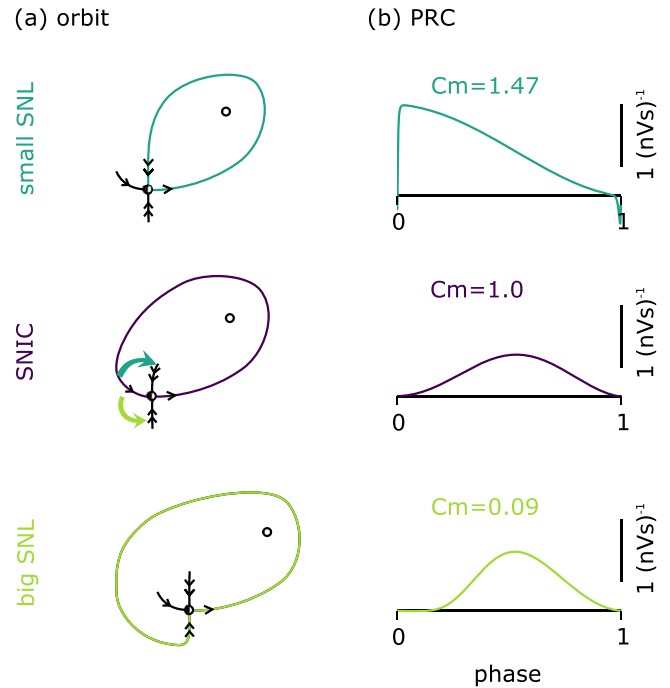 (a) orbit
(b) PRC
small SNL
Cm=1.47
1 (nVs)⁻¹
0
1
SNIC
Cm=1.0
1 (nVs)⁻¹
0
1
big SNL
Cm=0.09
1 (nVs)⁻¹
0
1
phase